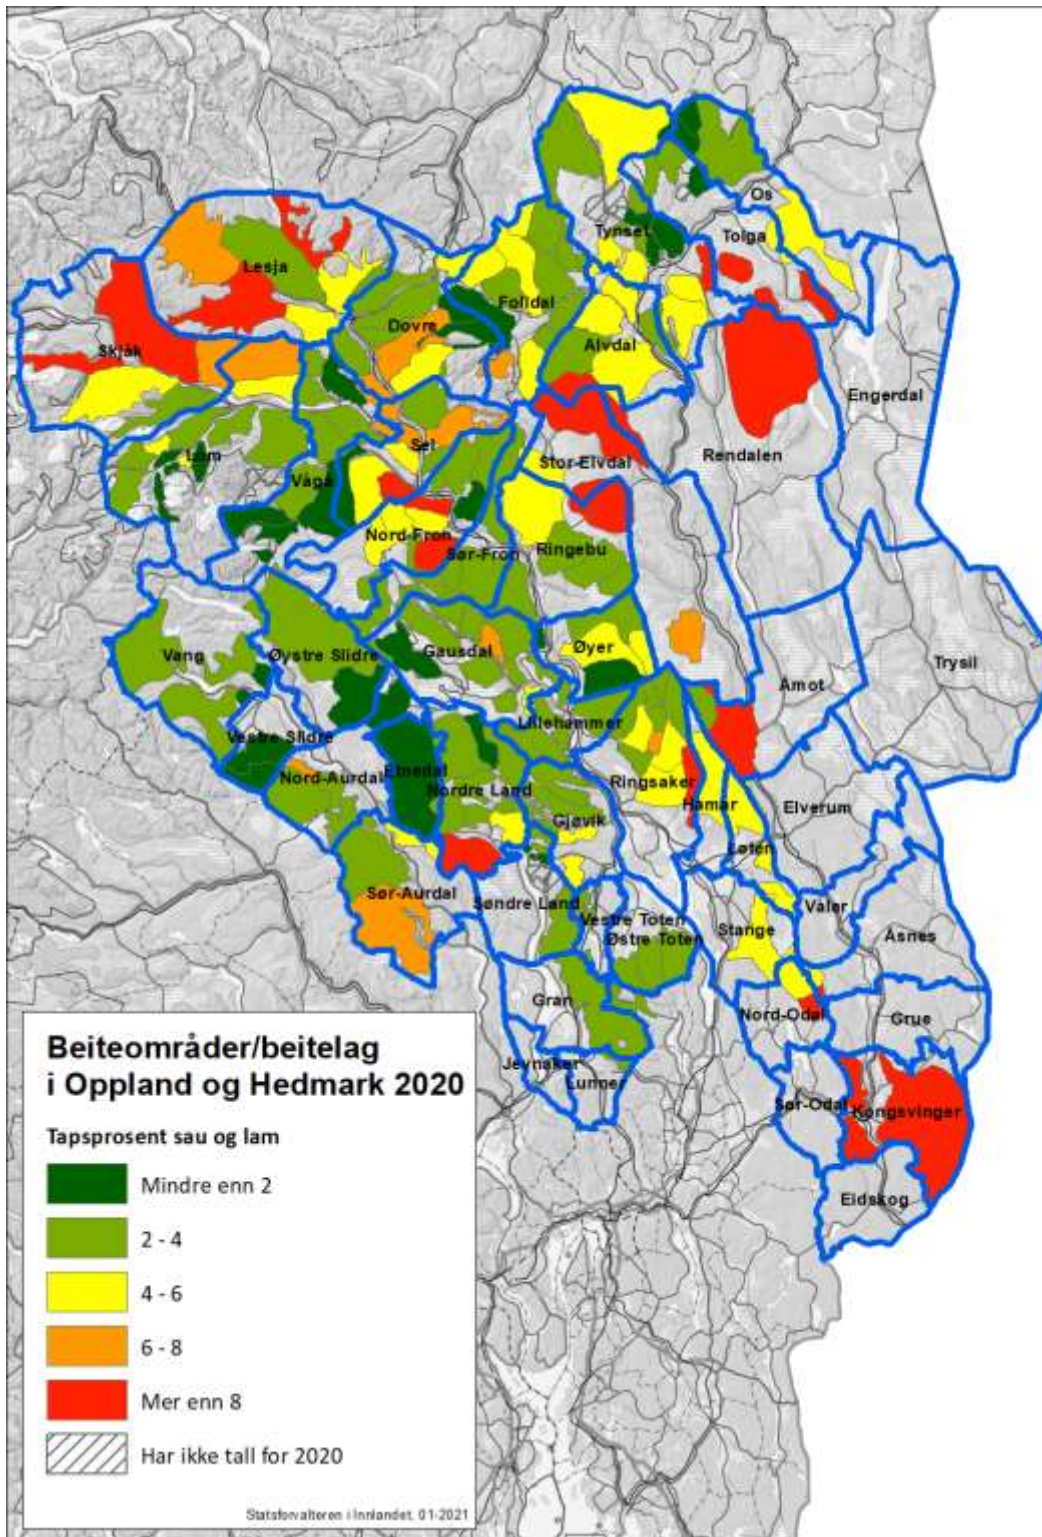 Os
Tynset
Tolga
Lesja
Folldal
Dovre
Skjåk
Alvdal
Engerdal
Sel
Rendalen
Lom
Stor-Elvdal
Vågå
Nord-Fron
Sør-Fron
Ringebu
Øyer
Vang
Øystre Slidre
Gausdal
Trysil
Åmot
Lillehammer
Vestre Slidre
Nord-Aurdal
Etnedal
Nordre Land
Ringsaker
Hamar
Elverum
Gjøvik
Løten
Sør-Aurdal
Søndre Land
Vestre Toten
Våler
Stange
Åsnes
Østre Toten
Gran
Nord-Odal
Grue
Jevnaker
Lunner
Sør-Odal
Kongsvinger
Eidskog
Beiteområder/beitelag
i Oppland og Hedmark 2020
Tapsprosent sau og lam
Mindre enn 2
2 - 4
4 - 6
6 - 8
Mer enn 8
Har ikke tall for 2020
Statsforvalteren i Innlandet, 01-2021